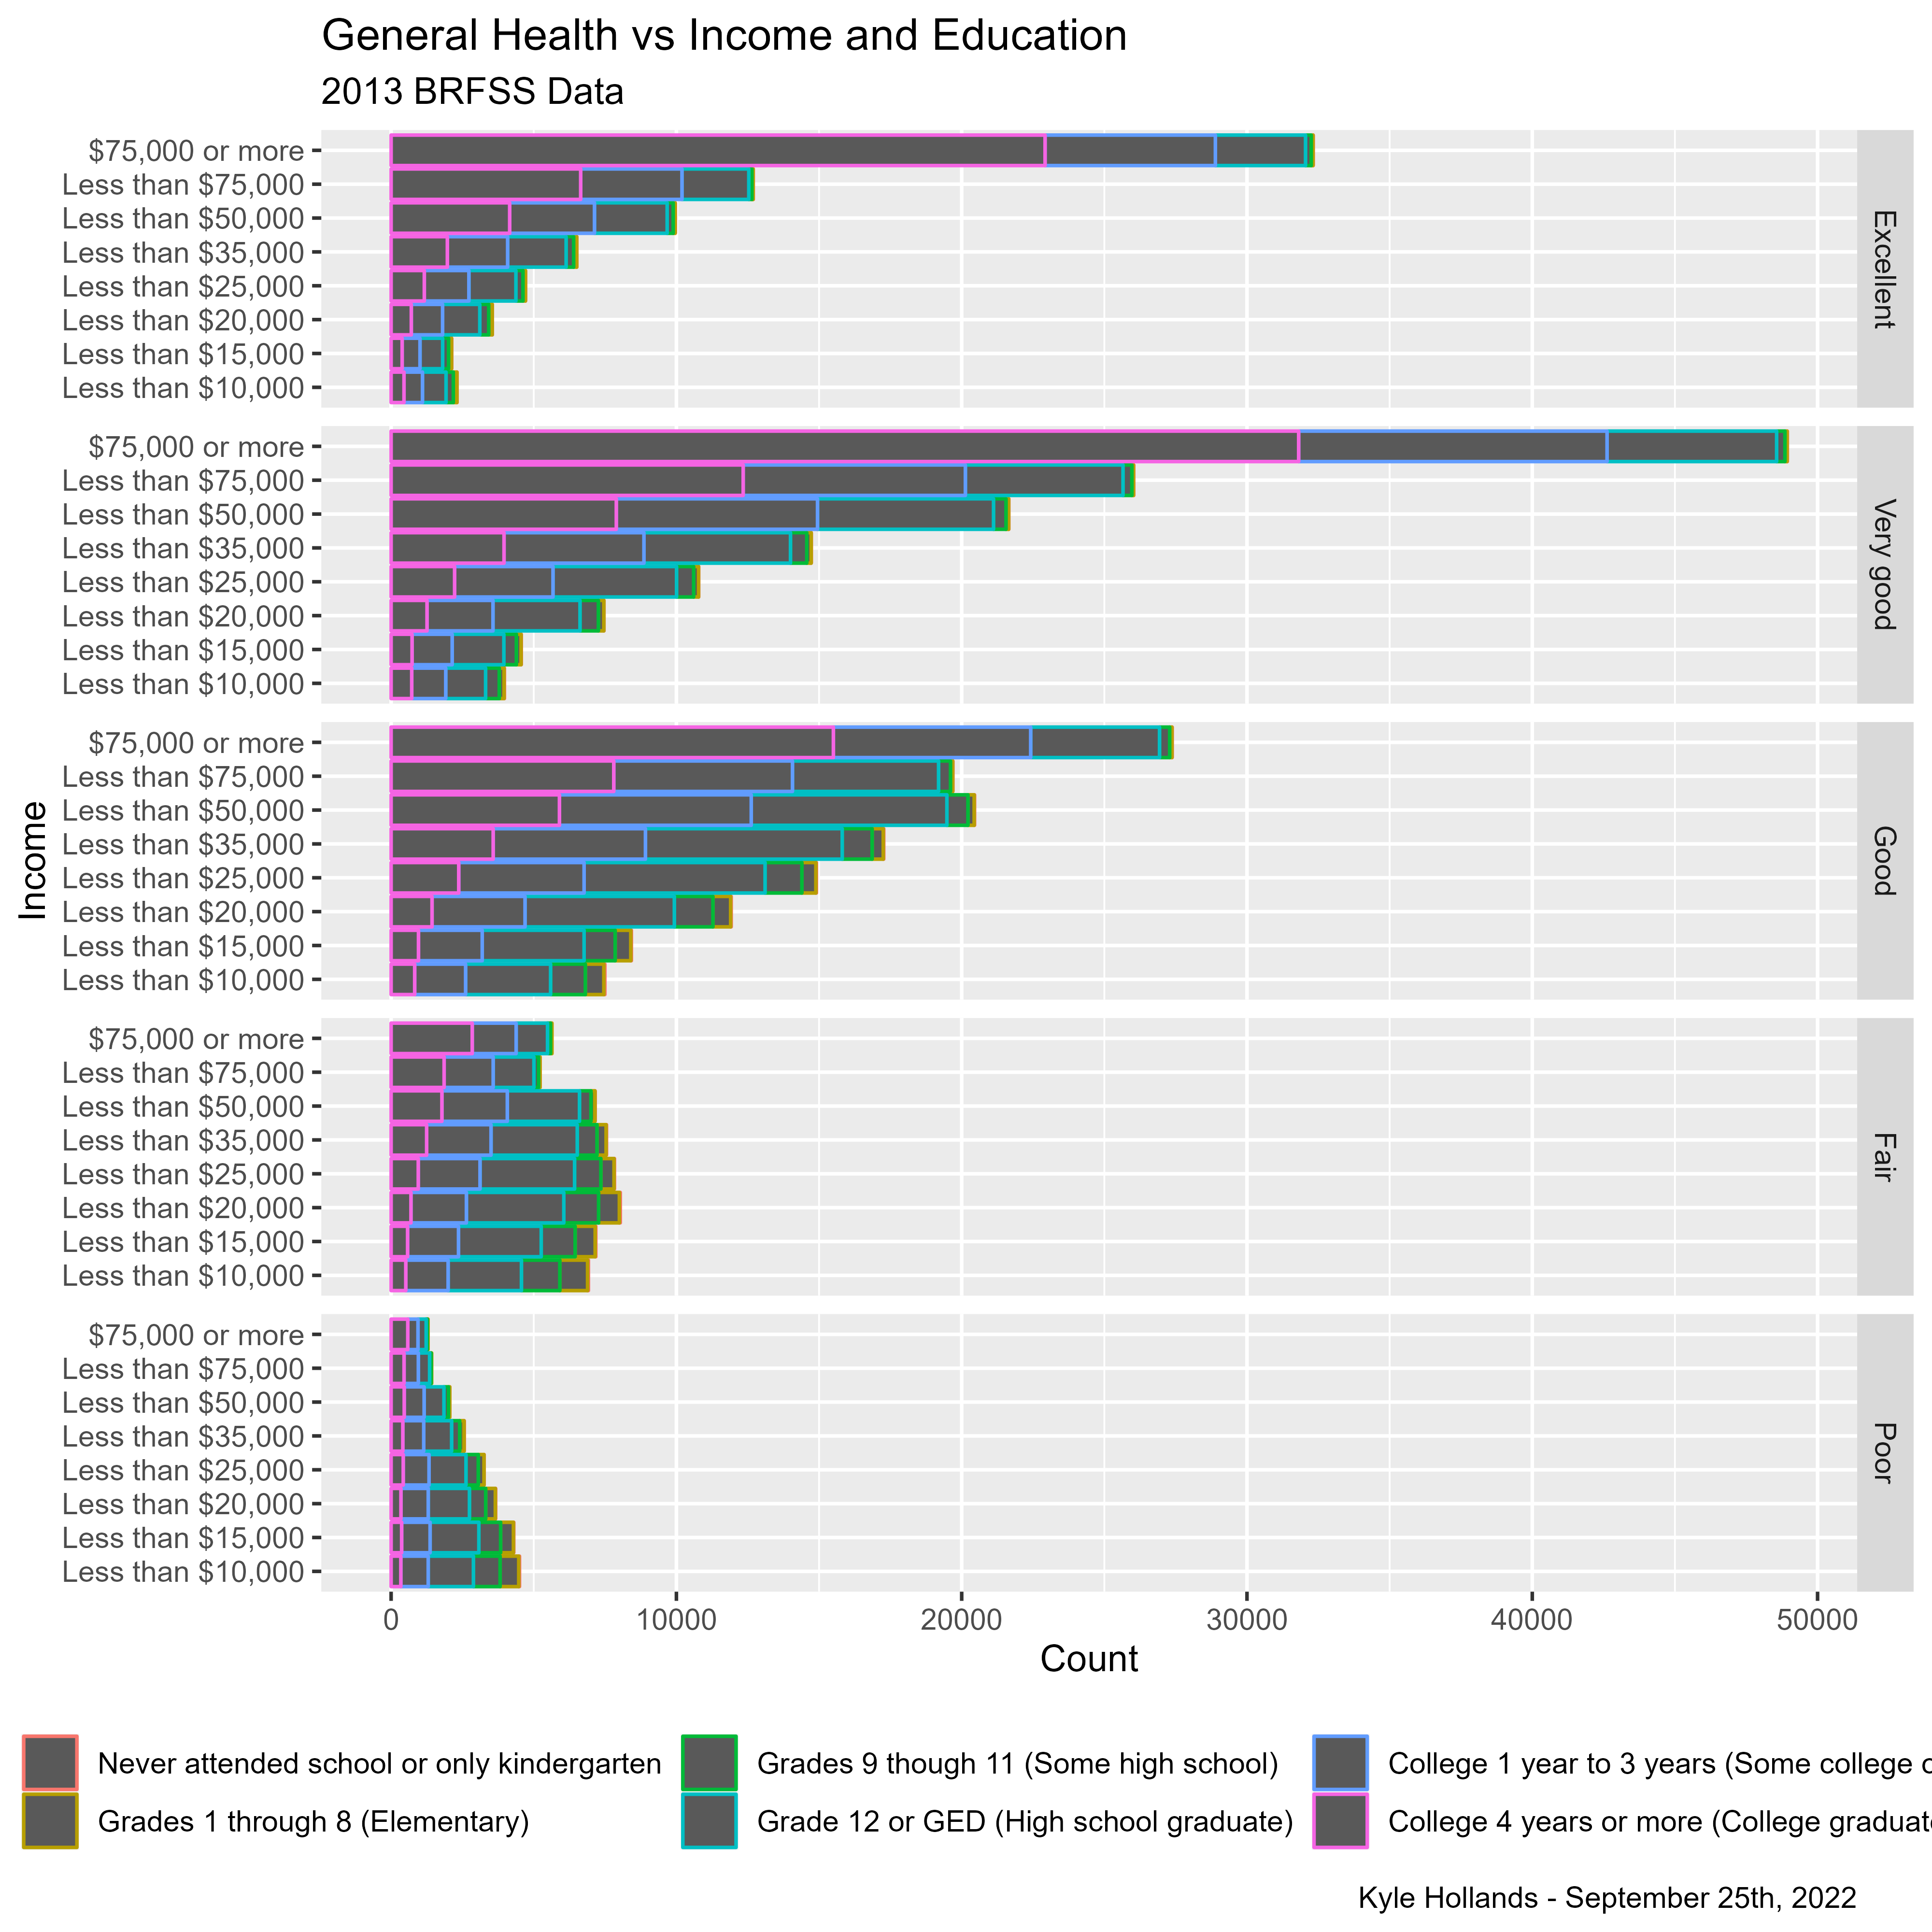 General Health vs Income and Education
2013 BRFSS Data
$75,000 or more
Less than $75,000
Less than $50,000
Less than $35,000
Less than $25,000
Less than $20,000
Less than $15,000
Less than $10,000
Excellent
$75,000 or more
Less than $75,000
Less than $50,000
Less than $35,000
Less than $25,000
Less than $20,000
Less than $15,000
Less than $10,000
Very good
$75,000 or more
Less than $75,000
Less than $50,000
Less than $35,000
Less than $25,000
Less than $20,000
Less than $15,000
Less than $10,000
Good
Income
$75,000 or more
Less than $75,000
Less than $50,000
Less than $35,000
Less than $25,000
Less than $20,000
Less than $15,000
Less than $10,000
Fair
$75,000 or more
Less than $75,000
Less than $50,000
Less than $35,000
Less than $25,000
Less than $20,000
Less than $15,000
Less than $10,000
Poor
0 10000 20000 30000 40000 50000
Count
Never attended school or only kindergarten
Grades 1 through 8 (Elementary)
Grades 9 though 11 (Some high school)
Grade 12 or GED (High school graduate)
College 1 year to 3 years (Some college
College 4 years or more (College graduat
Kyle Hollands - September 25th, 2022